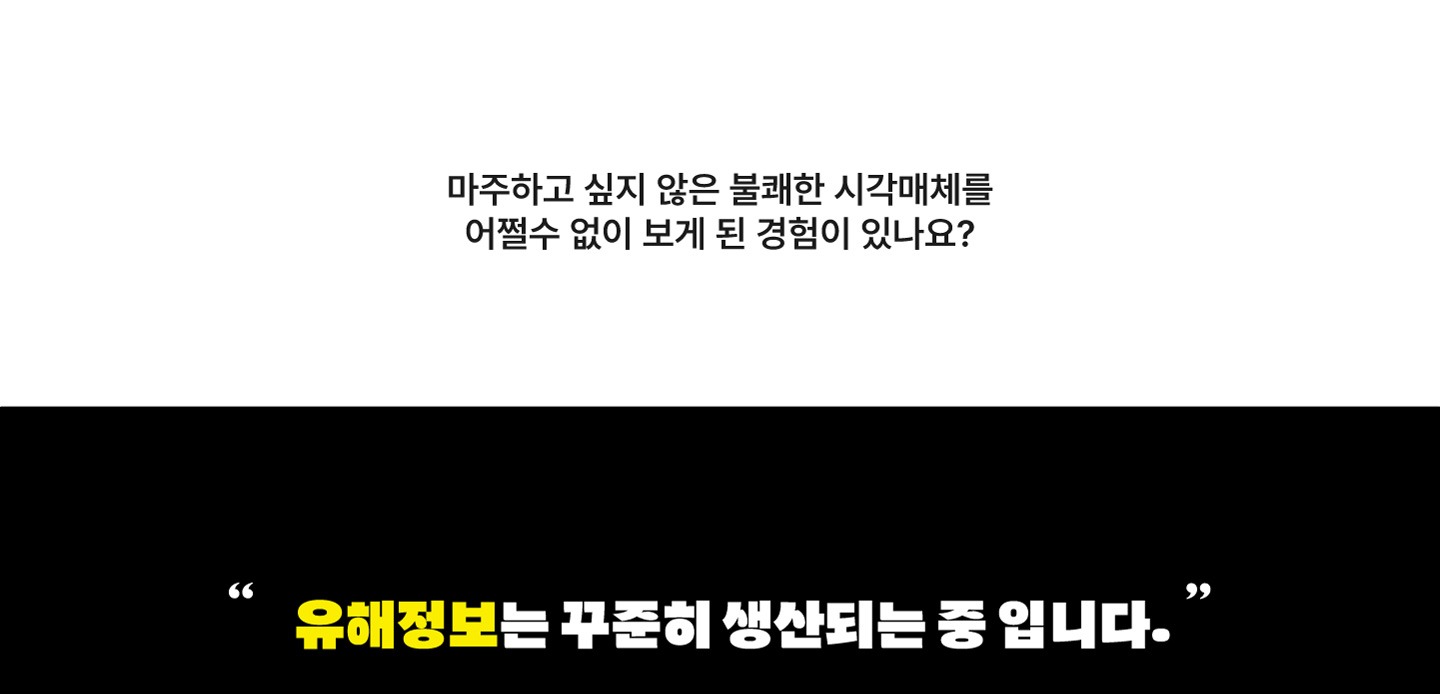 마주하고 싶지 않은 불쾌한 시각매체를
어쩔수 없이 보게 된 경험이 있나요?
“ 유해정보는 꾸준히 생산되는 중 입니다. ”